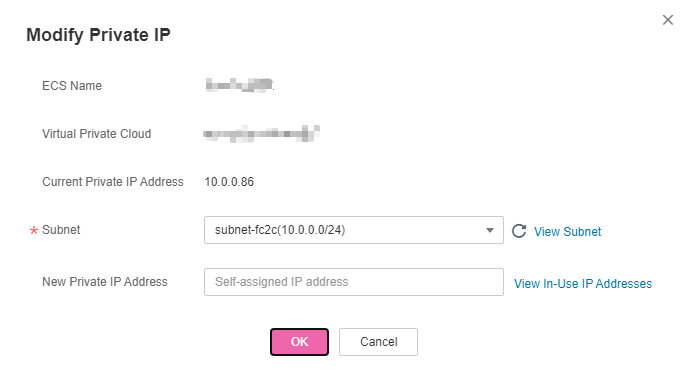 Modify Private IP
ECS Name
Virtual Private Cloud
Current Private IP Address 10.0.0.86
* Subnet subnet-fc2c(10.0.0.0/24) View Subnet
New Private IP Address Self-assigned IP address View In-Use IP Addresses
OK Cancel